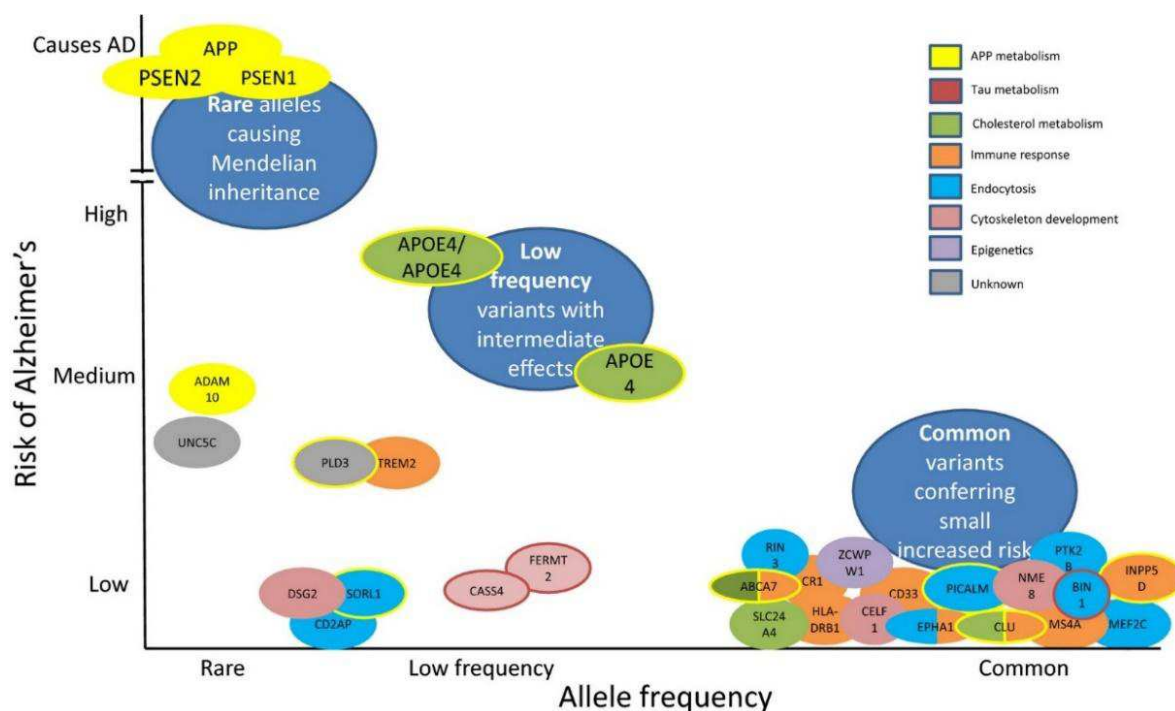 Causes AD
APP
PSEN2
PSEN1
Rare alleles
causing
Mendelian
inheritance
APP metabolism
Tau metabolism
Cholesterol metabolism
Immune response
Endocytosis
Cytoskeleton development
Epigenetics
Unknown
Risk of Alzheimer's
High
APOE4/
APOE4
Low
frequency
variants with
intermediate
effects
APOE
4
Medium
ADAM
10
UNC5C
PLD3
TREM2
Common
variants
conferring
small
increased risk
Low
DSG2
SORL1
CD2AP
CASS4
FERMT
2
RIN
3
ZCWP
W1
PTK2
B
ABCA7
CR1
CD33
PICALM
NME
8
BIN
1
INPP5
D
SLC24
A4
HLA-
DRB1
CELF
1
EPHA1
CLU
MS4A
MEF2C
Rare
Low frequency
Common
Allele frequency